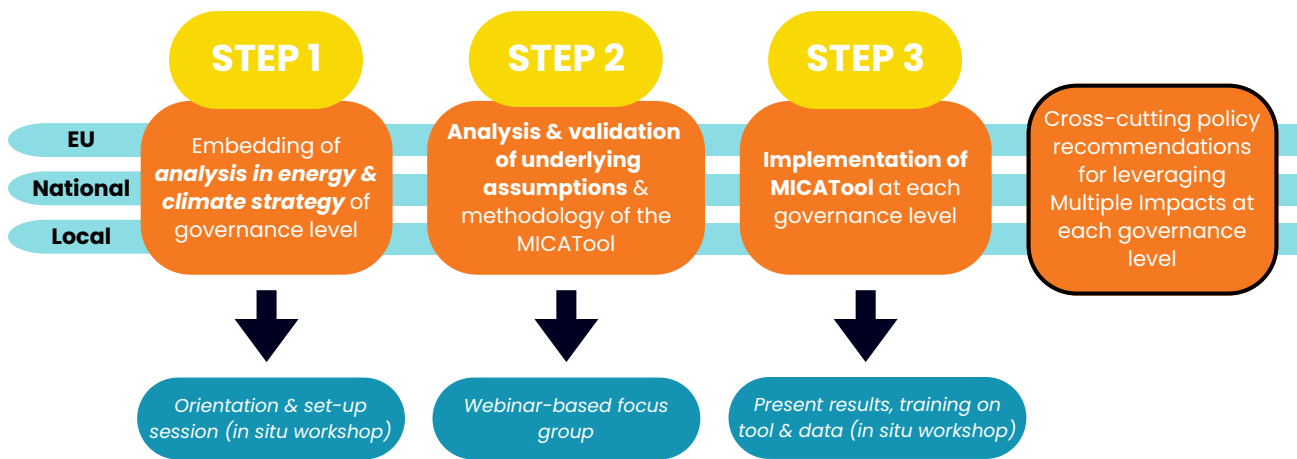 STEP 1
STEP 2
STEP 3
EU
National
Local
Embedding of
analysis in energy &
climate strategy of
governance level
Analysis & validation
of underlying
assumptions &
methodology of the
MICATool
Implementation of
MICATool at each
governance level
Cross-cutting policy
recommendations
for leveraging
Multiple Impacts at
each governance
level
Orientation & set-up
session (in situ workshop)
Webinar-based focus
group
Present results, training on
tool & data (in situ workshop)